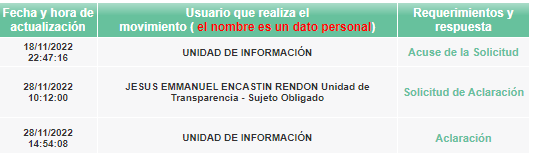 Fecha y hora de
actualización
Usuario que realiza el
movimiento ( el nombre es un dato personal)
Requerimientos y
respuesta
18/11/2022
22:47:16
UNIDAD DE INFORMACIÓN
Acuse de la Solicitud
28/11/2022
10:12:00
JESUS EMMANUEL ENCASTIN RENDON Unidad de
Transparencia - Sujeto Obligado
Solicitud de Aclaración
28/11/2022
14:54:08
UNIDAD DE INFORMACIÓN
Aclaración